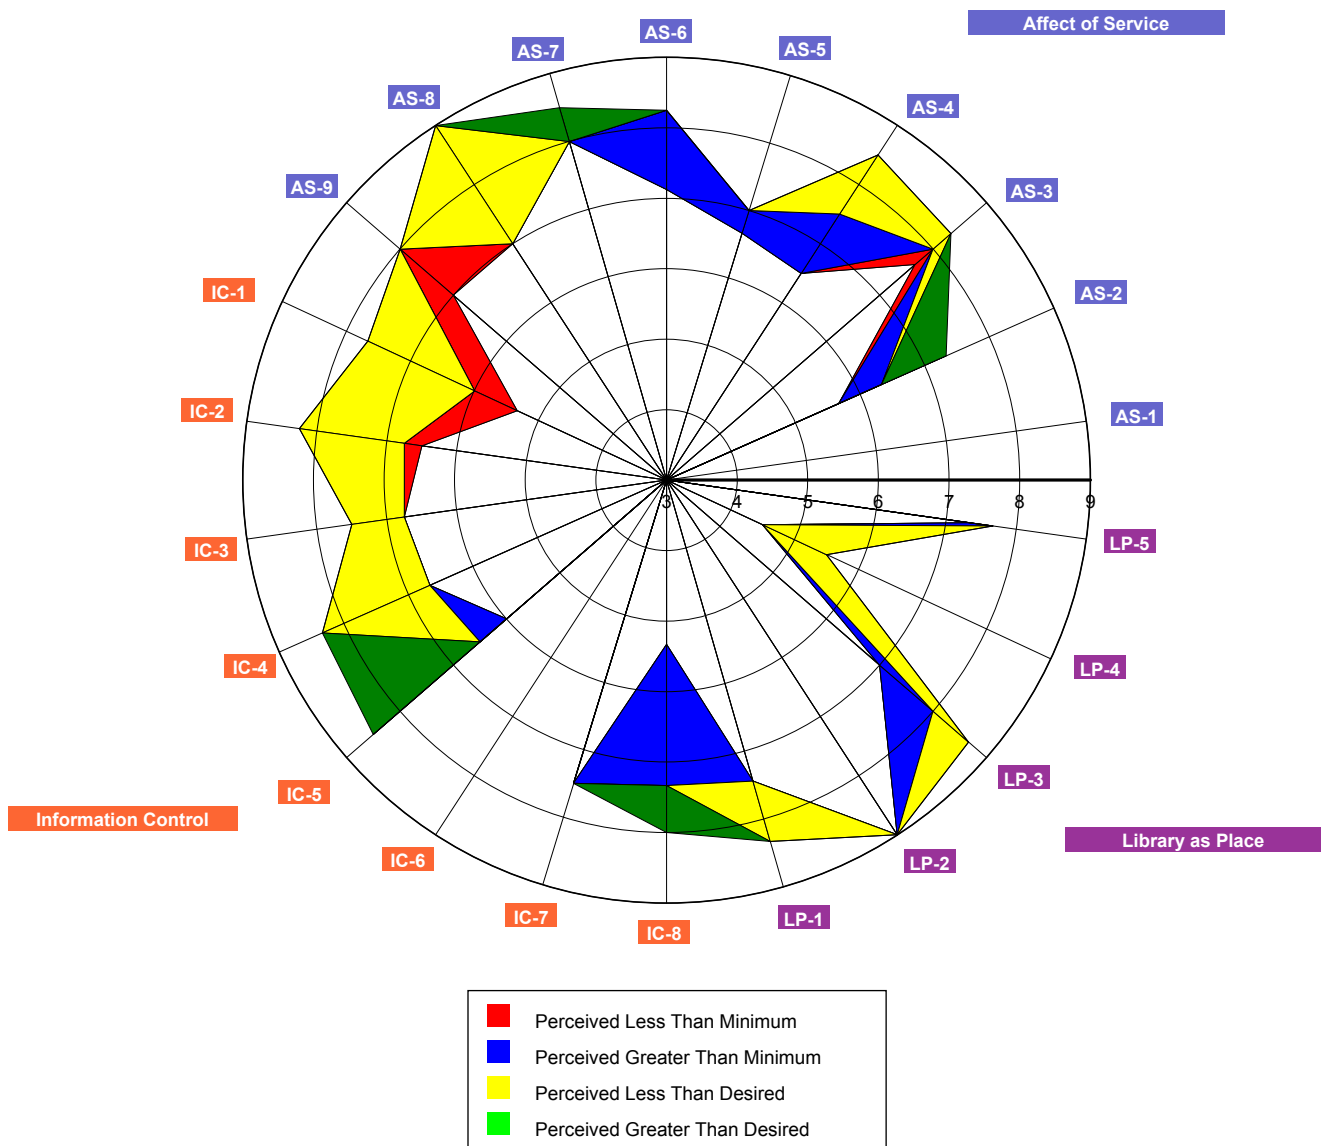 Affect of Service
AS-6
AS-5
AS-7
AS-4
AS-8
AS-3
AS-9
AS-2
IC-1
AS-1
IC-2
3 4 5 6 7 8 9
LP-5
IC-3
LP-4
IC-4
LP-3
IC-5
Information Control
Library as Place
IC-6
LP-2
IC-7
LP-1
IC-8
Perceived Less Than Minimum
Perceived Greater Than Minimum
Perceived Less Than Desired
Perceived Greater Than Desired